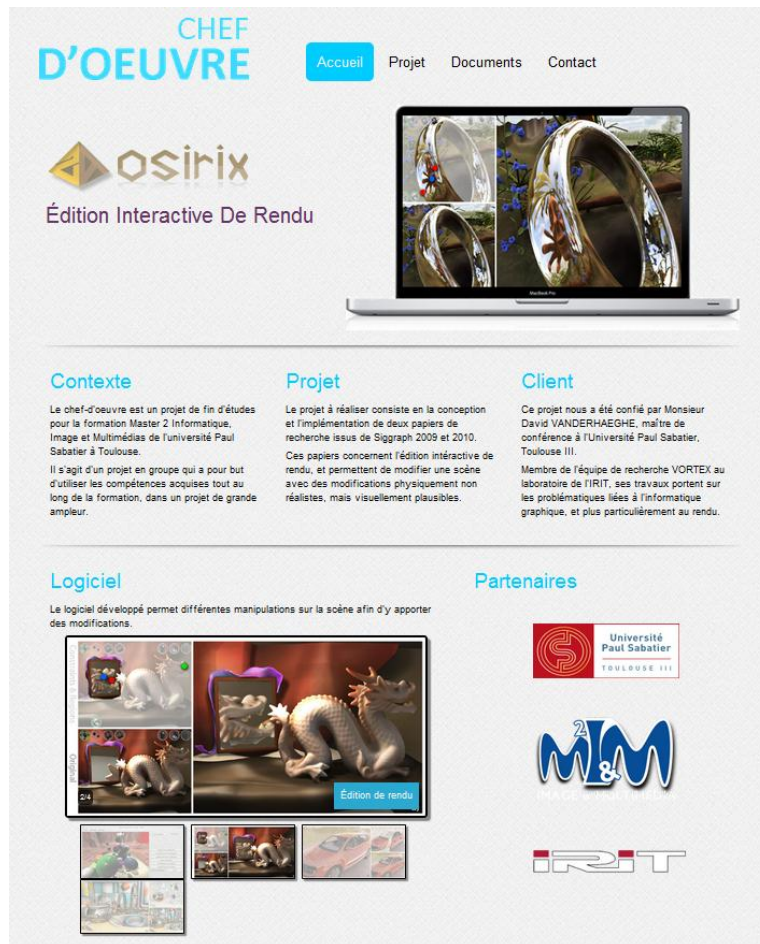 CHEF
D'OEUVRE
Accueil Projet Documents Contact
osirix
Édition Interactive De Rendu
MacBook Pro
Contexte
Le chef-d'oeuvre est un projet de fin d'études
pour la formation Master 2 Informatique,
Image et Multimédias de l'université Paul
Sabatier à Toulouse.
Il s'agit d'un projet en groupe qui a pour but
d'utiliser les compétences acquises tout au
long de la formation, dans un projet de grande
ampleur.
Projet
Le projet à réaliser consiste en la conception
et l'implémentation de deux papiers de
recherche issus de Siggraph 2009 et 2010.
Ces papiers concernent l'édition intéractive de
rendu, et permettent de modifier une scène
avec des modifications physiquement non
réalistes, mais visuellement plausibles.
Client
Ce projet nous a été confié par Monsieur
David VANDERHAEGHE, maître de
conférence à l'Université Paul Sabatier,
Toulouse III.
Membre de l'équipe de recherche VORTEX au
laboratoire de l'IRIT, ses travaux portent sur
les problématiques liées à l'informatique
graphique, et plus particulièrement au rendu.
Logiciel
Le logiciel développé permet différentes manipulations sur la scène afin d'y apporter
des modifications.
Original
2/4
Édition de rendu
Partenaires
Université
Paul Sabatier
TOULOUSE III
M2I&M
IRIT